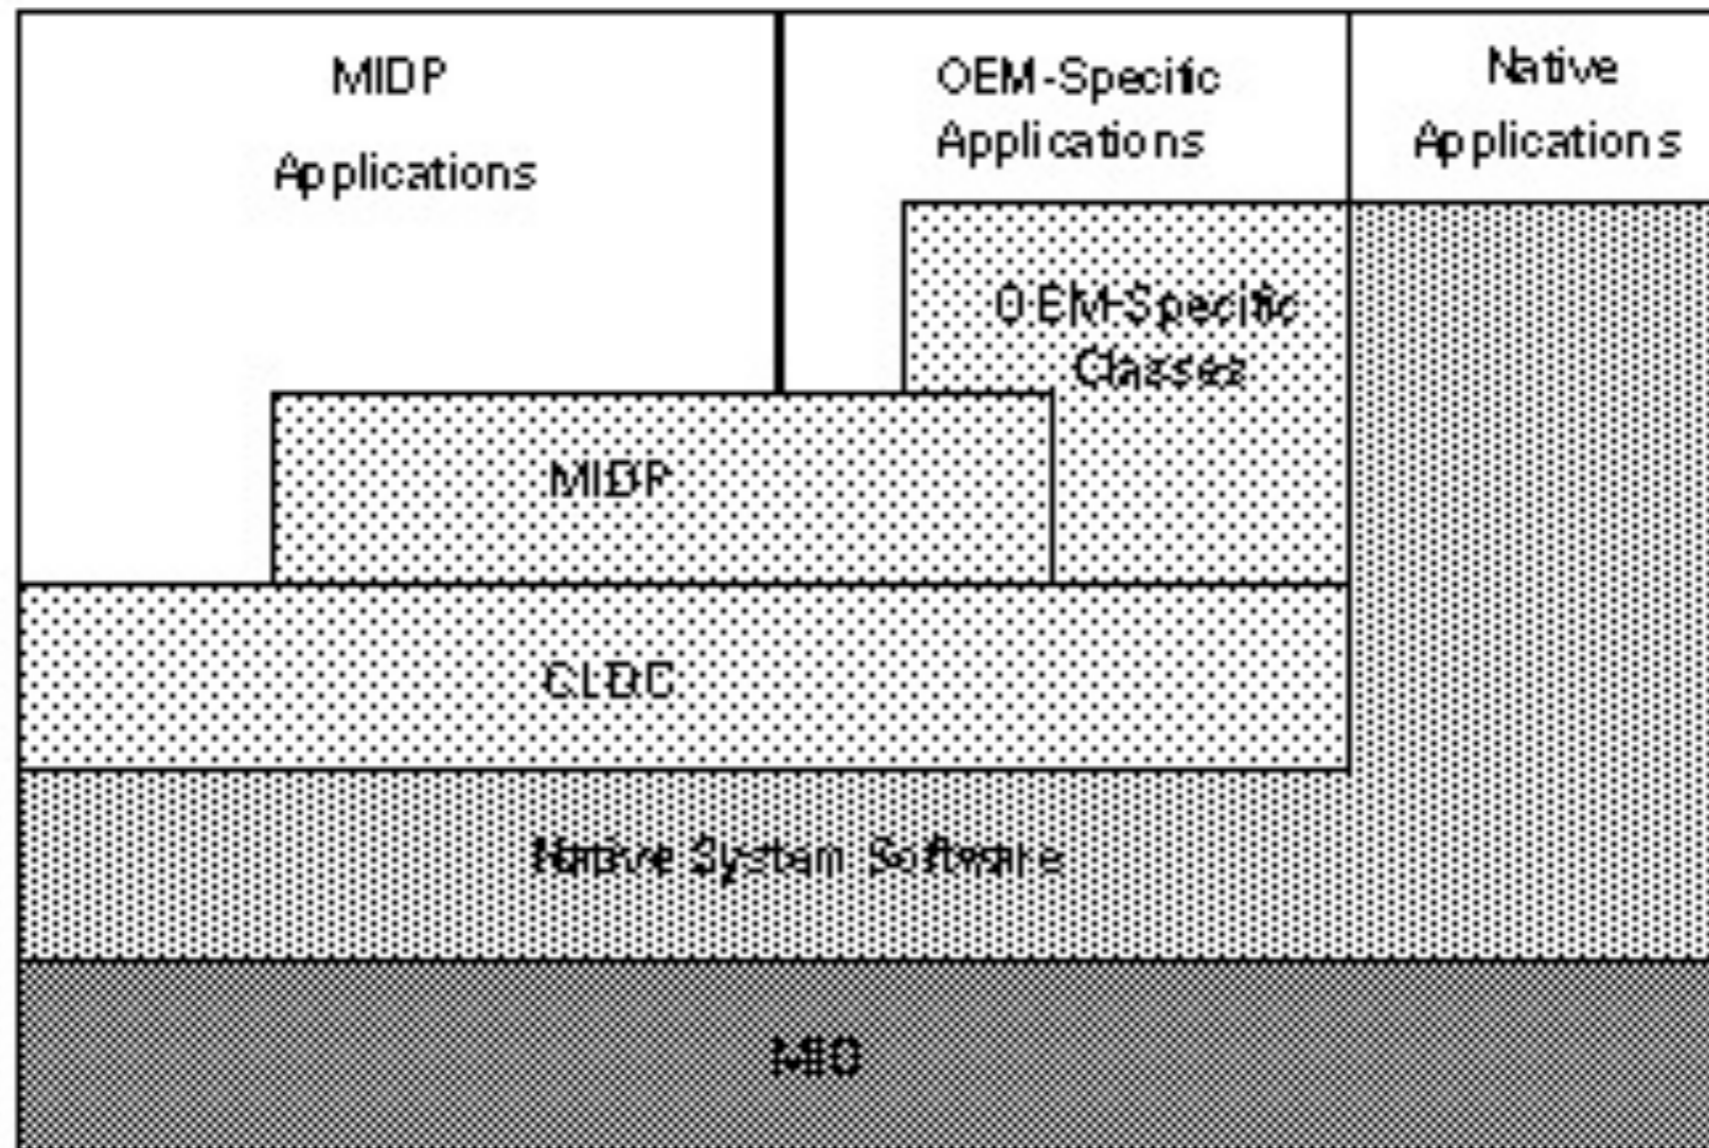 MIDP
Applications
OEM-Specific
Applications
Native
Applications
OEM-Specific
Classes
MIDP
CLDC
Native System Software
MID